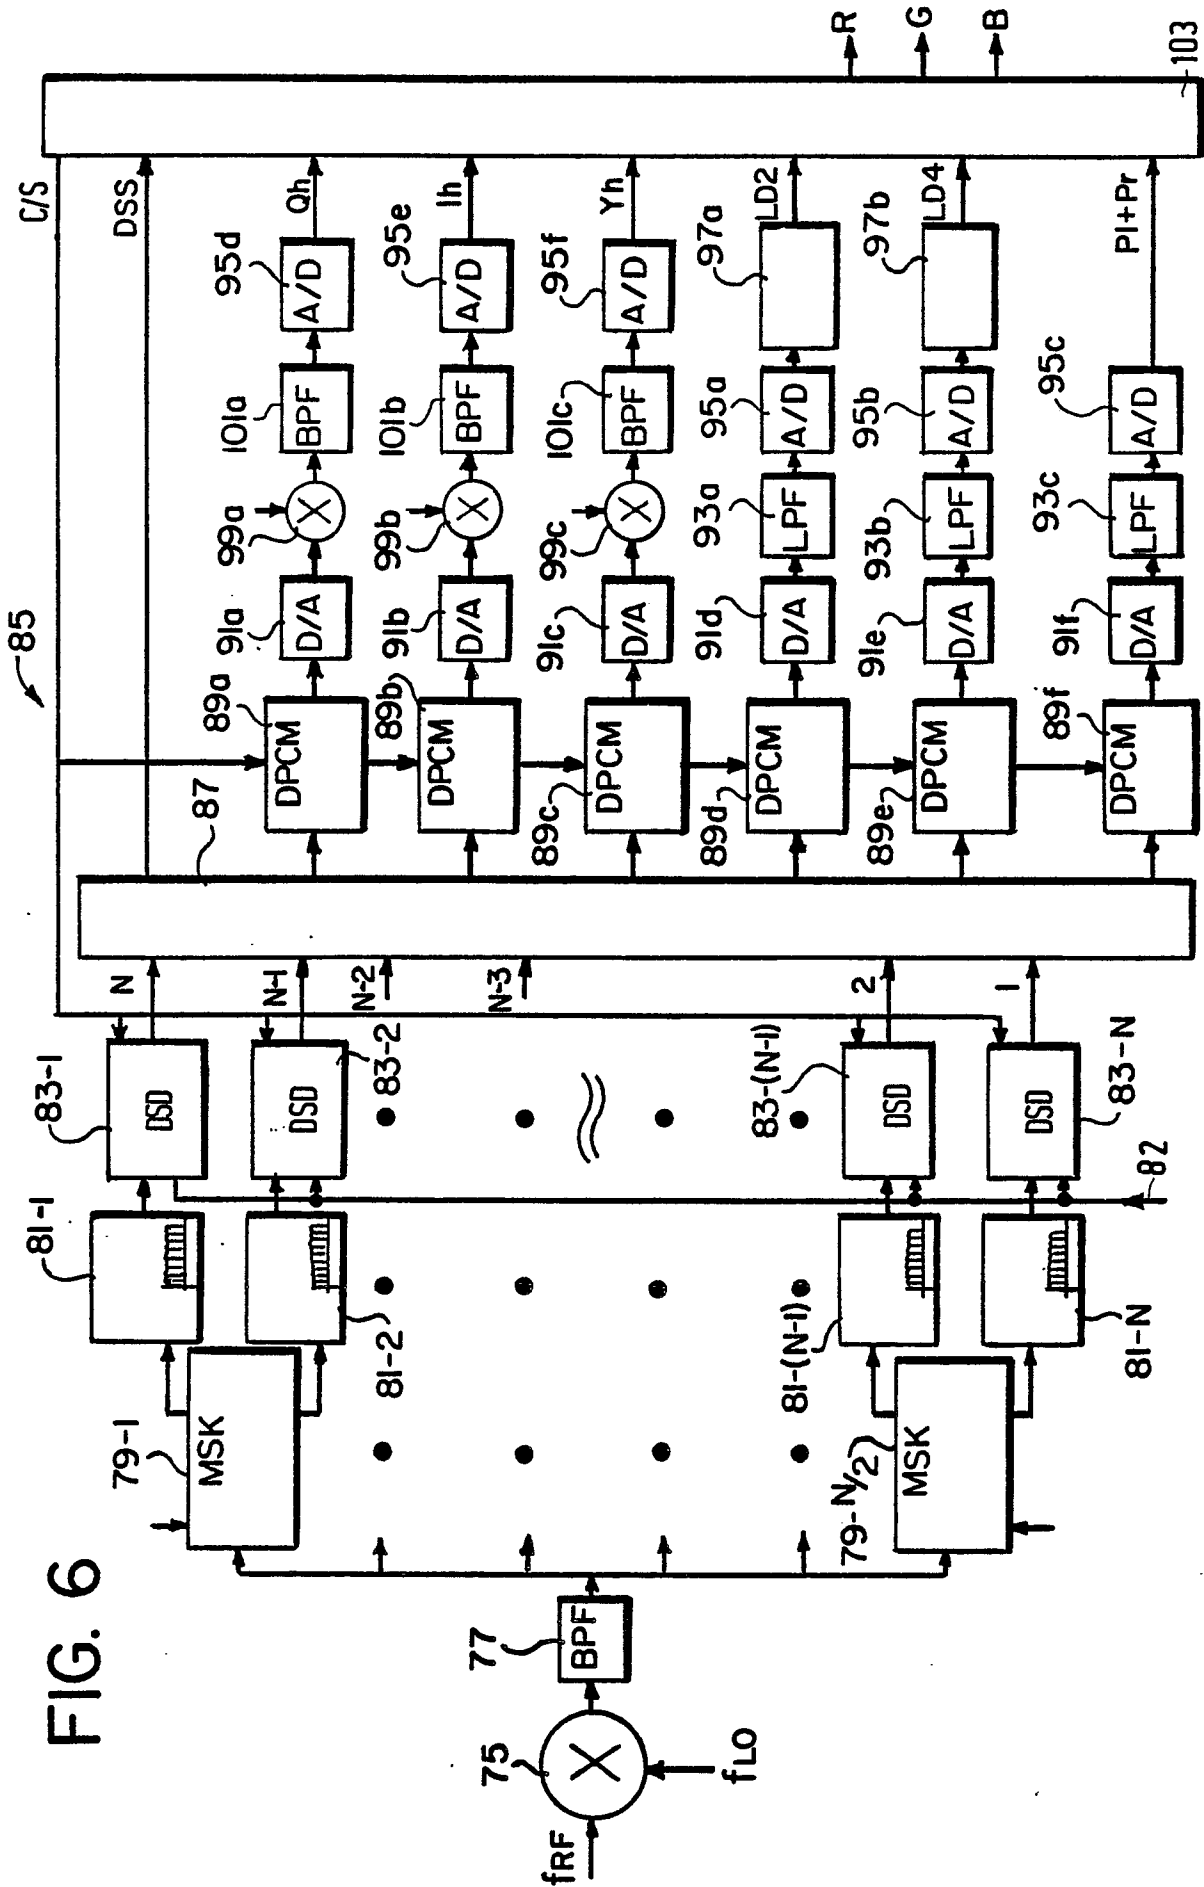 FIG. 6
85
fRF
75
fLO
77
BPF
79-1
MSK
79-N/2
MSK
81-1
81-2
81-(N-1)
81-N
82
83-1
DSD
83-2
DSD
83-(N-1)
DSD
83-N
DSD
N
N-1
N-2
N-3
2
1
87
C/S
DSS
89a
DPCM
91a
D/A
99a
X
101a
BPF
95d
A/D
Qh
89b
DPCM
91b
D/A
99b
X
101b
BPF
95e
A/D
Ih
89c
DPCM
91c
D/A
99c
X
101c
BPF
95f
A/D
Yh
89d
DPCM
91d
D/A
93a
LPF
95a
A/D
97a
LD2
89e
DPCM
91e
D/A
93b
LPF
95b
A/D
97b
LD4
89f
DPCM
91f
D/A
93c
LPF
95c
A/D
PI+Pr
R
G
B
103